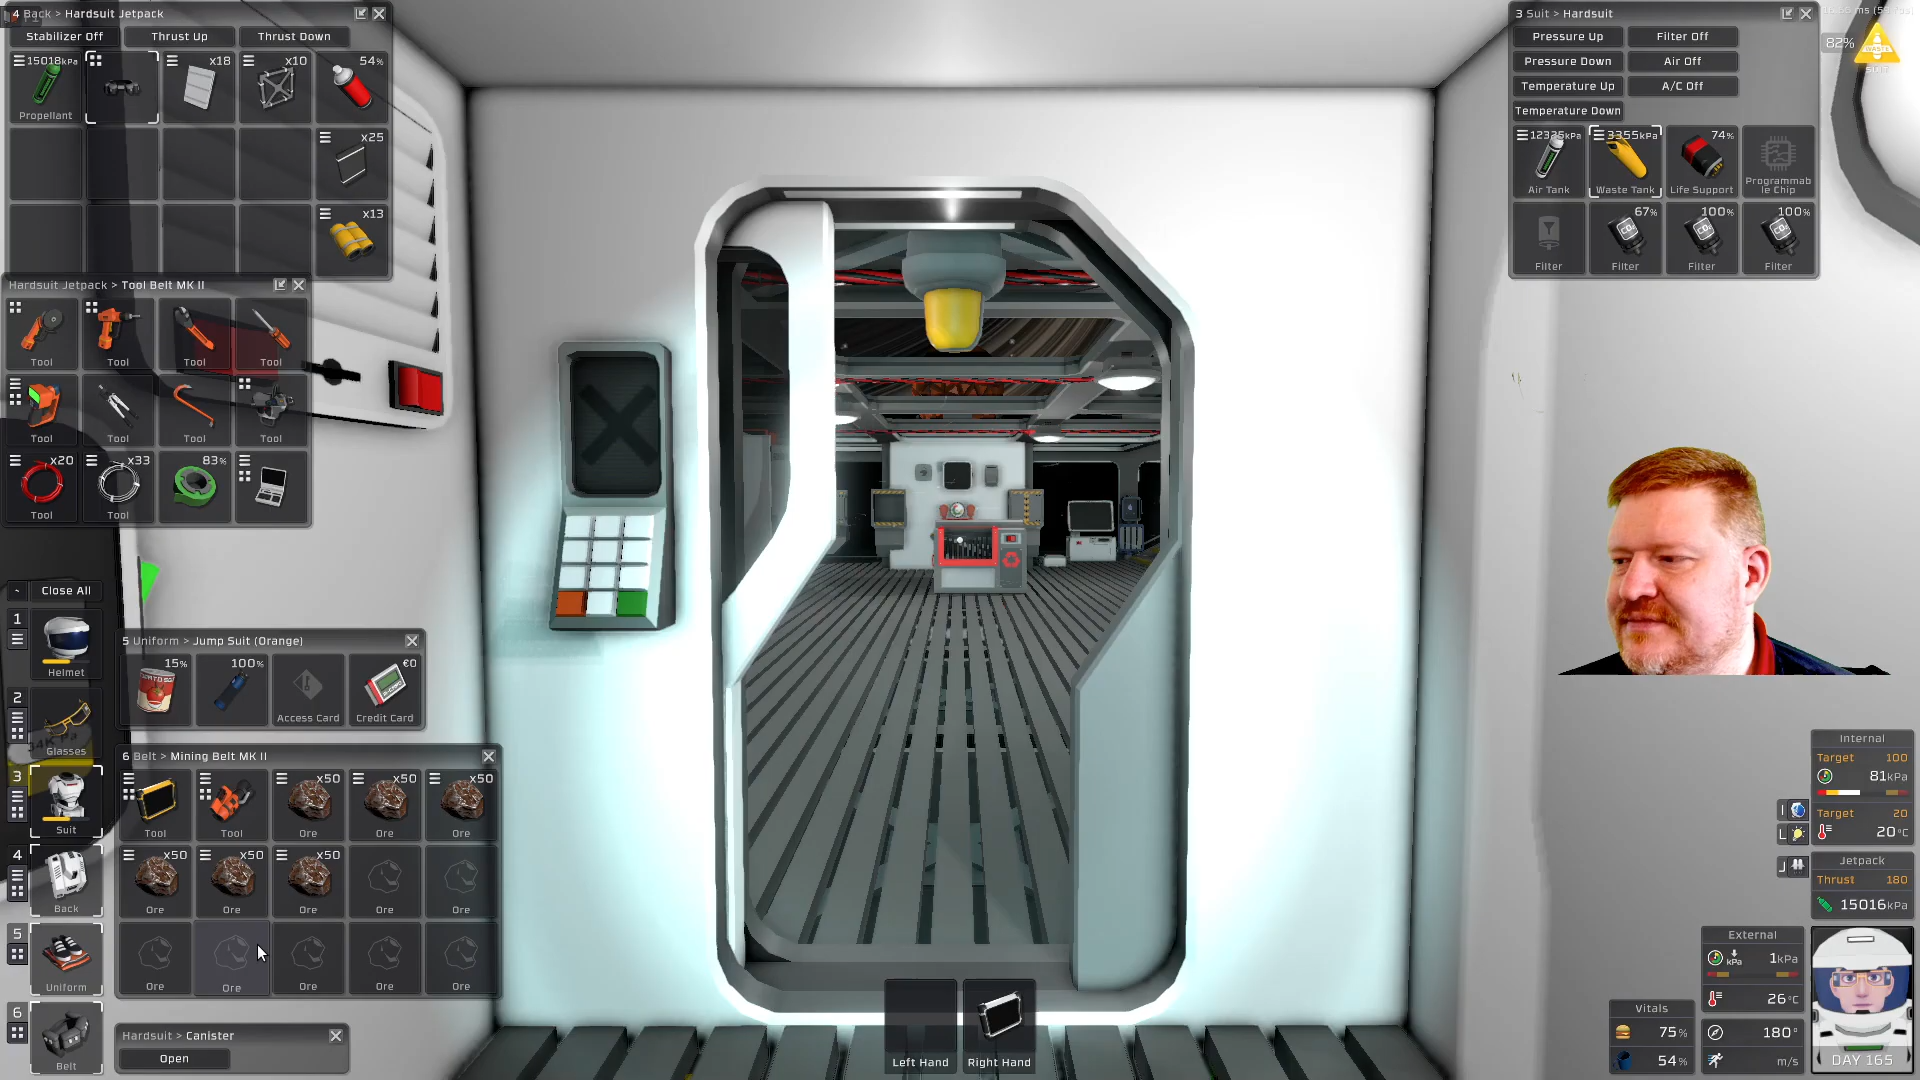 4 Back > Hardsuit Jetpack
Stabilizer Off
Thrust Up
Thrust Down
15018kPa
x18
x10
54%
Propellant
x25
x13
Hardsuit Jetpack > Tool Belt MK II
Tool
Tool
Tool
Tool
Tool
Tool
Tool
Tool
x20
x33
83%
Tool
Tool
Tool
Tool
~
Close All
1
Helmet
2
Glasses
3
Suit
4
Back
5
Uniform
6
Belt
5 Uniform > Jump Suit (Orange)
15%
100%
€0
Access Card
Credit Card
6 Belt > Mining Belt MK II
x50
x50
x50
Tool
Tool
Ore
Ore
Ore
x50
x50
x50
Ore
Ore
Ore
Ore
Ore
Ore
Ore
Ore
Ore
Ore
Hardsuit > Canister
Open
Left Hand
Right Hand
3 Suit > Hardsuit
Pressure Up
Filter Off
Pressure Down
Air Off
Temperature Up
A/C Off
Temperature Down
3355kPa
74%
Air Tank
Waste Tank
Life Support
Programmab
le Chip
67%
100%
100%
Filter
Filter
Filter
Filter
82%
Internal
Target 100
81kPa
Target 20
20°C
I
L
J
Jetpack
Thrust 180
15016kPa
External
kPa
1kPa
26°C
Vitals
75%
180°
54%
m/s
DAY 165